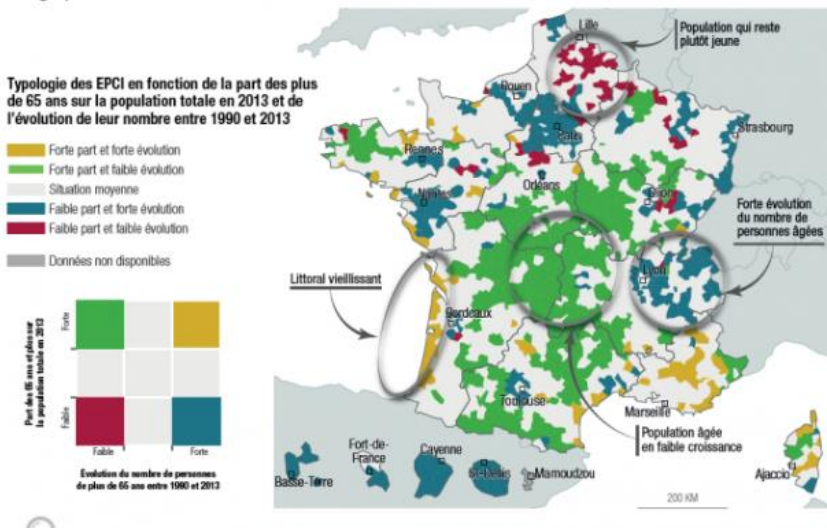 Typologie des EPCI en fonction de la part des plus
de 65 ans sur la population totale en 2013 et de
l'évolution de leur nombre entre 1990 et 2013
Forte part et forte évolution
Forte part et faible évolution
Situation moyenne
Faible part et forte évolution
Faible part et faible évolution
Données non disponibles
Part des 65 ans et plus sur
la population totale en 2013
Forte
Faible
Faible
Forte
Évolution du nombre de personnes
de plus de 65 ans entre 1990 et 2013
Lille
Population qui reste
plutôt jeune
Rouen
Paris
Strasbourg
Rennes
Orléans
Dijon
Nantes
Forte évolution
du nombre de
personnes âgées
Lyon
Littoral vieillissant
Bordeaux
Toulouse
Marseille
Population âgée
en faible croissance
Ajaccio
Basse-Terre
Fort-de-
France
Cayenne
St-Denis
Mamoudzou
200 KM